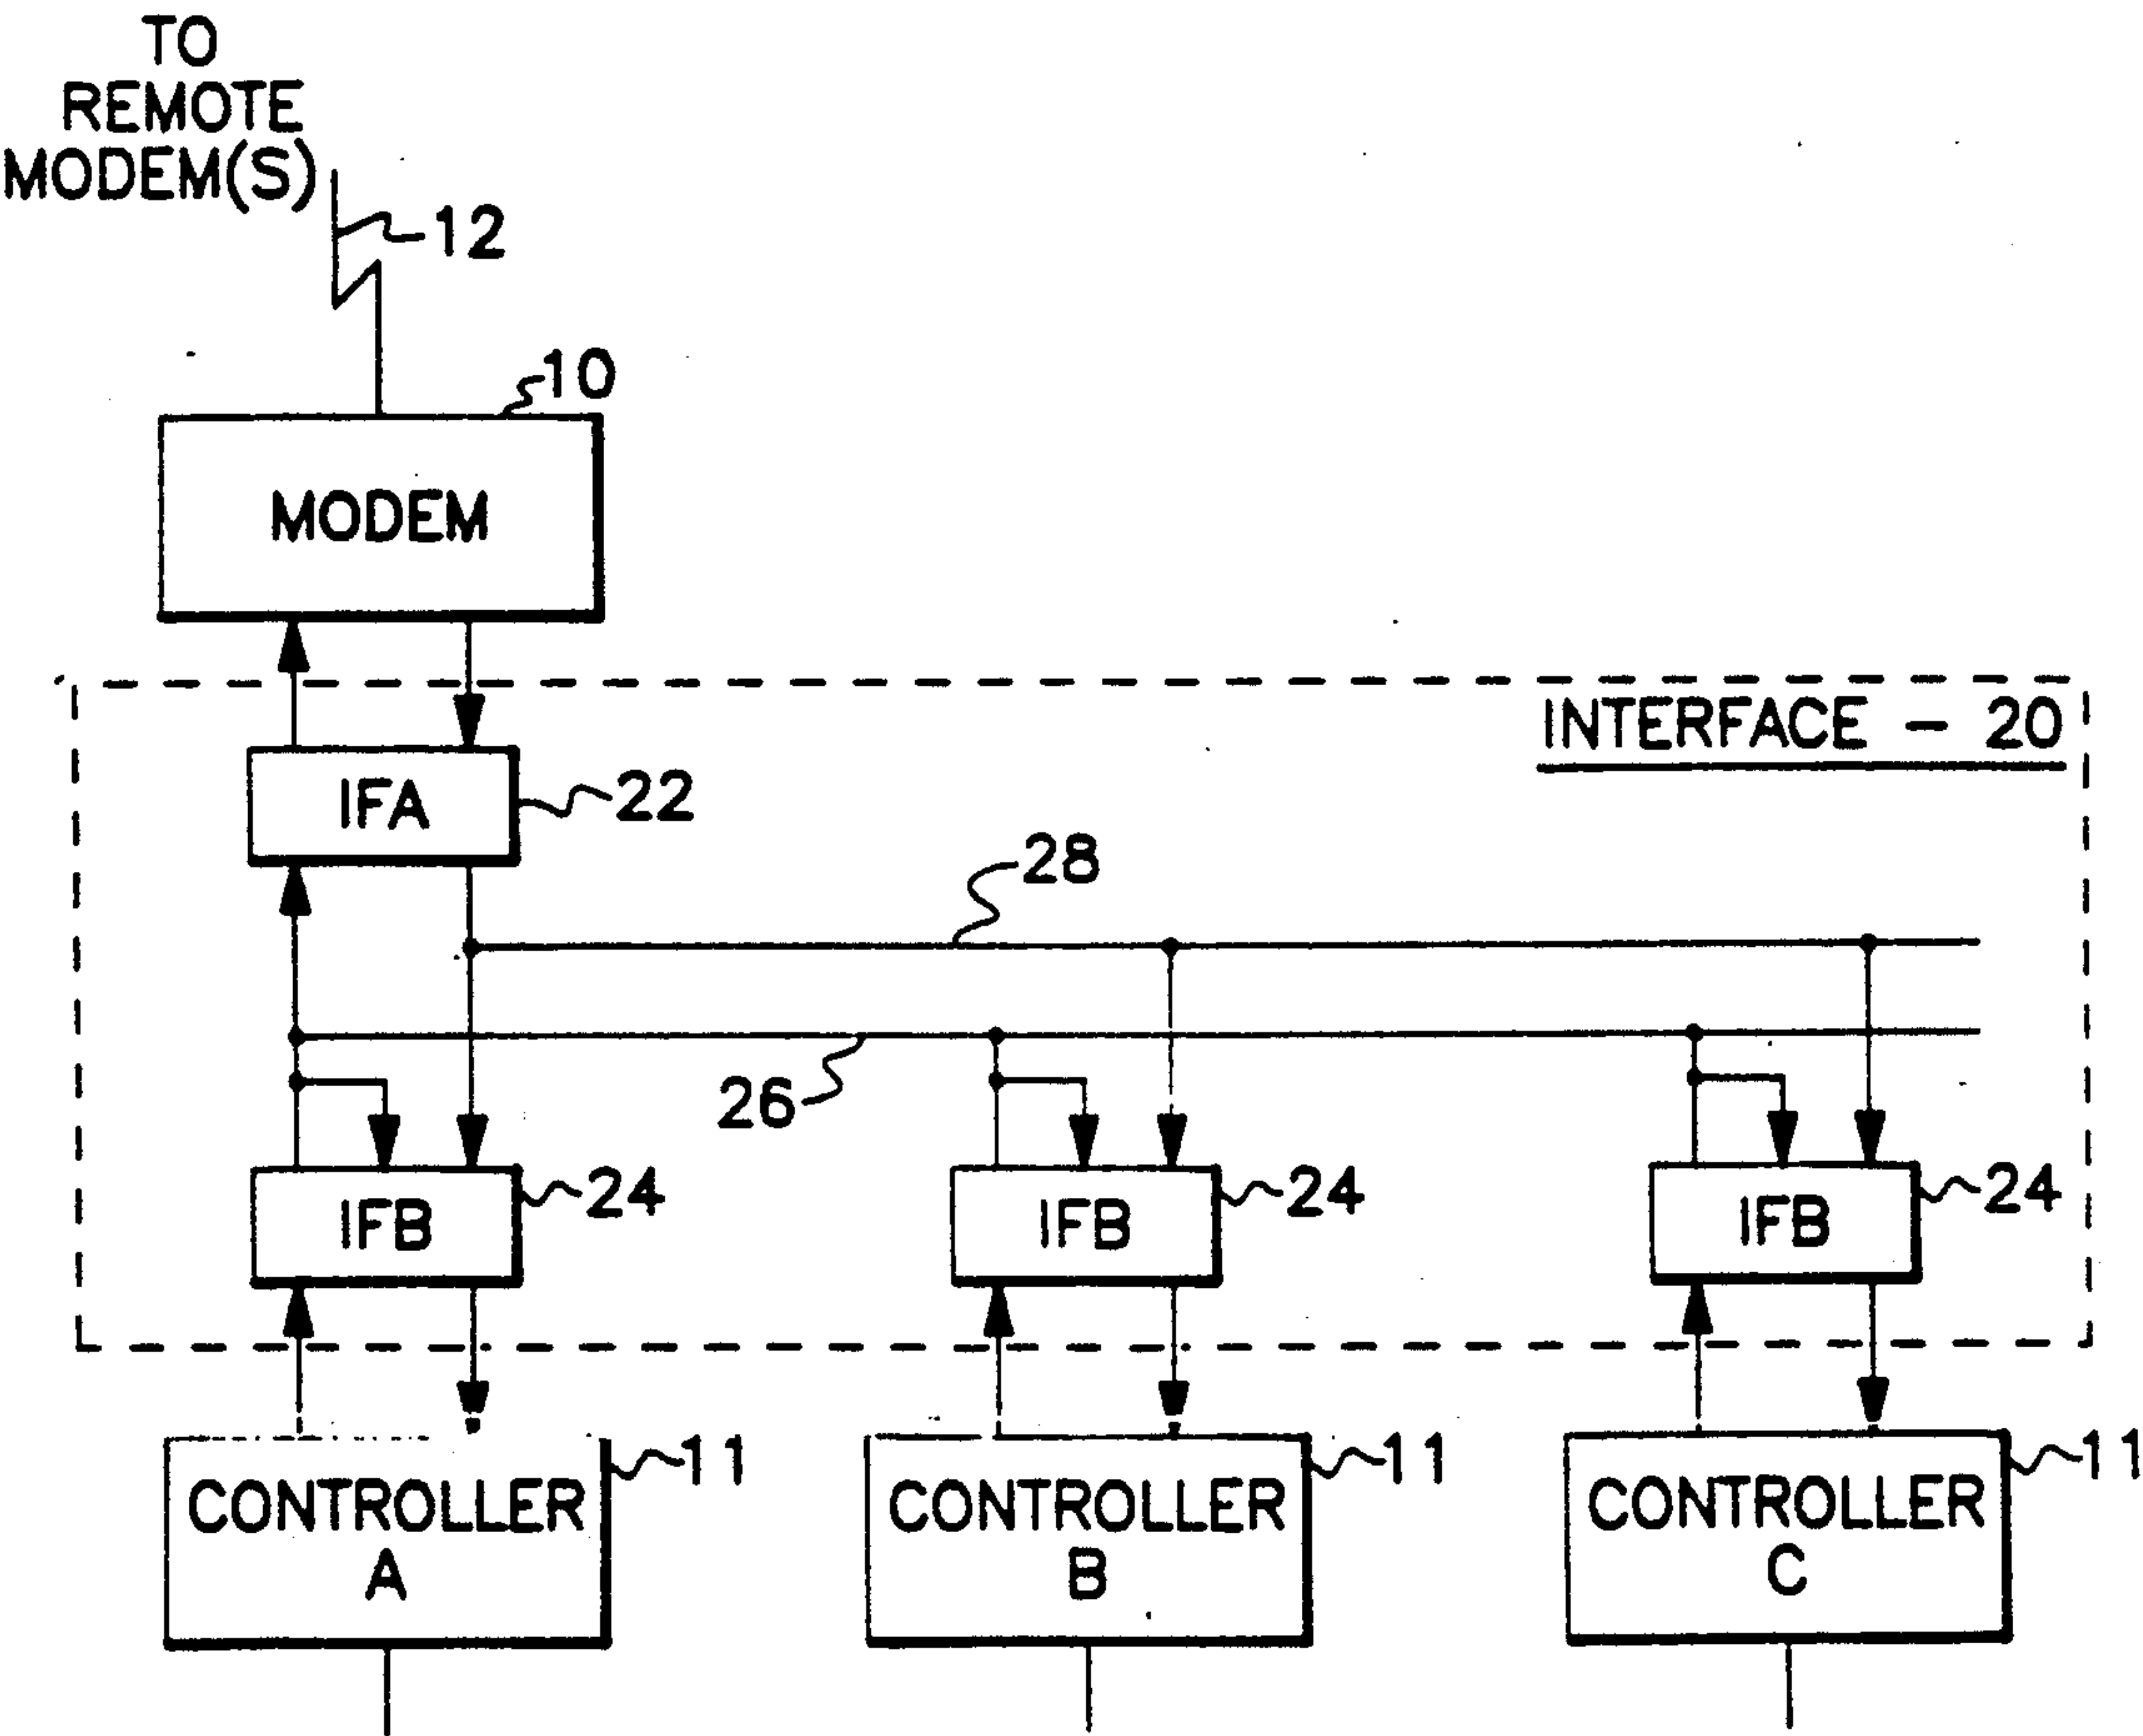 TO
REMOTE
MODEM(S)
12
10
MODEM
INTERFACE - 20
IFA
22
28
26
IFB
24
IFB
24
IFB
24
CONTROLLER
A
11
CONTROLLER
B
11
CONTROLLER
C
11